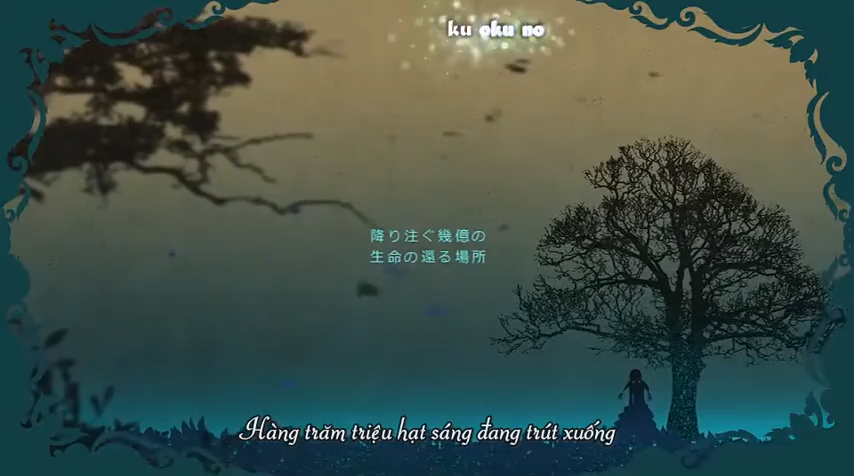 ku oku no
降り注ぐ幾億の
生命の還る場所
Hàng trăm triệu hạt sáng đang trút xuống